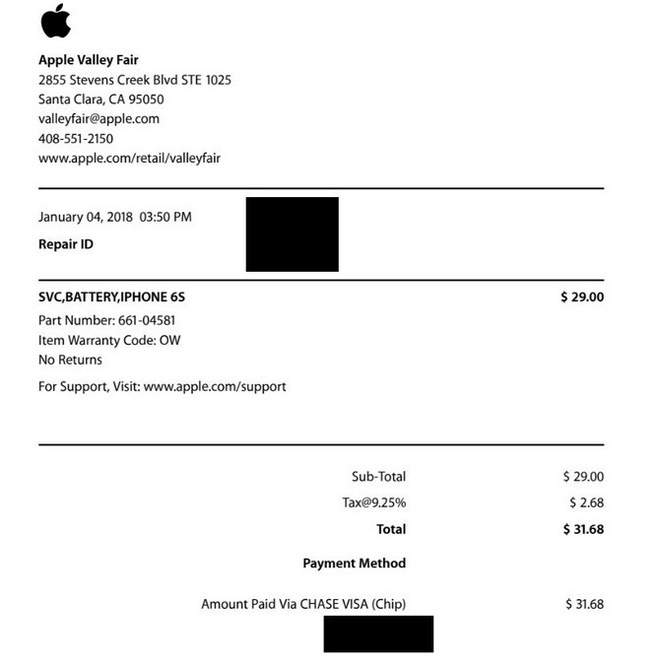 Apple Valley Fair
2855 Stevens Creek Blvd STE 1025
Santa Clara, CA 95050
valleyfair@apple.com
408-551-2150
www.apple.com/retail/valleyfair
January 04, 2018 03:50 PM
Repair ID
SVC,BATTERY,IPHONE 6S $ 29.00
Part Number: 661-04581
Item Warranty Code: OW
No Returns
For Support, Visit: www.apple.com/support
Sub-Total $ 29.00
Tax@9.25% $ 2.68
Total $ 31.68
Payment Method
Amount Paid Via CHASE VISA (Chip) $ 31.68